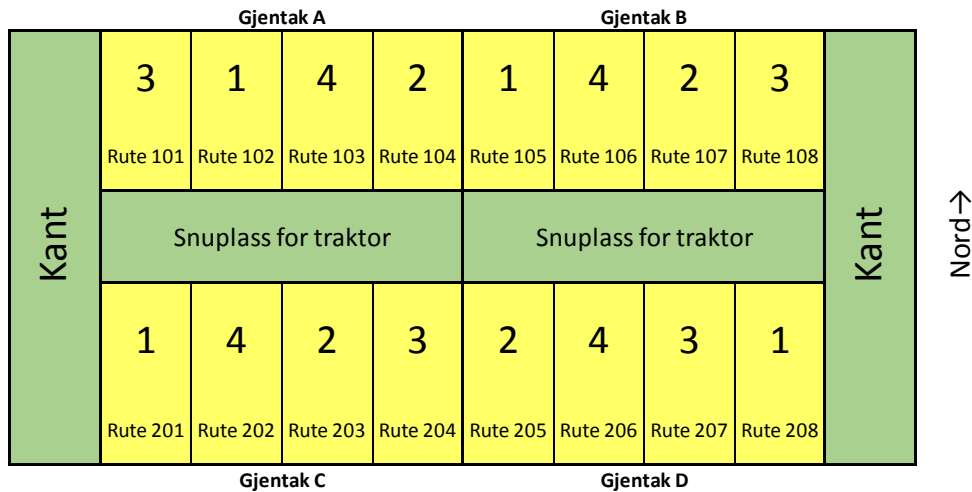 Gjentak A Gjentak B
3 1 4 2 1 4 2 3
Rute 101 Rute 102 Rute 103 Rute 104 Rute 105 Rute 106 Rute 107 Rute 108
Kant
Snuplass for traktor Snuplass for traktor
Kant
Nord→
1 4 2 3 2 4 3 1
Rute 201 Rute 202 Rute 203 Rute 204 Rute 205 Rute 206 Rute 207 Rute 208
Gjentak C Gjentak D